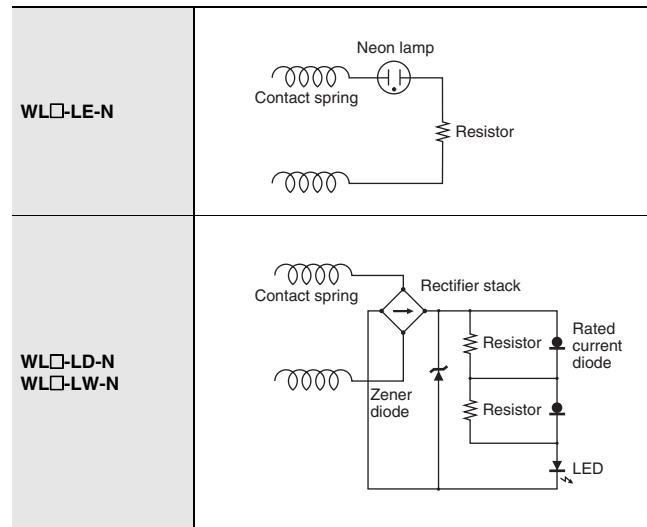 WL□-LE-N
Neon lamp
Contact spring
Resistor
WL□-LD-N
WL□-LW-N
Contact spring
Rectifier stack
Zener
diode
Resistor
Rated
current
diode
Resistor
LED